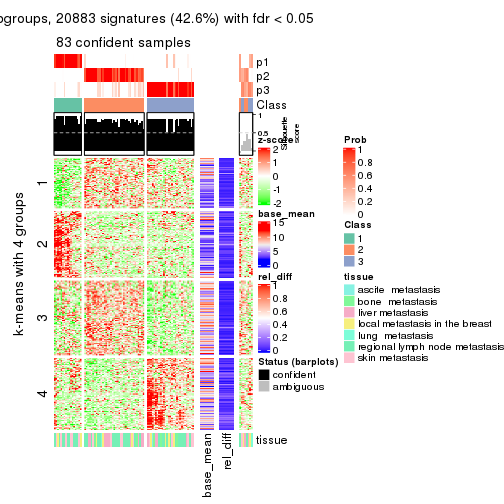 ogroups, 20883 signatures (42.6%) with fdr < 0.05
83 confident samples
p1
p2
p3
Class
1
0.5
0
Silhouette score
k-means with 4 groups
1
2
3
4
base_mean
rel_diff
tissue
z-score
2
1
0
-1
-2
base_mean
15
10
5
0
rel_diff
1
0.8
0.6
0.4
0.2
0
Status (barplots)
confident
ambiguous
Prob
1
0.8
0.6
0.4
0.2
0
Class
1
2
3
tissue
ascite metastasis
bone metastasis
liver metastasis
local metastasis in the breast
lung metastasis
regional lymph node metastasis
skin metastasis